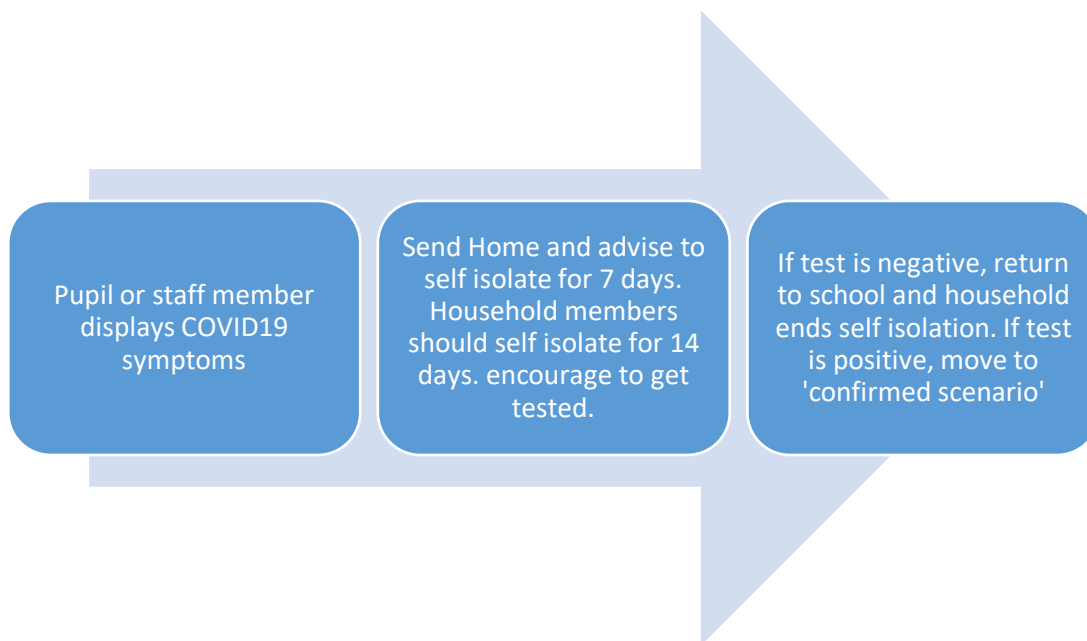 Pupil or staff member
displays COVID19
symptoms
Send Home and advise to
self isolate for 7 days.
Household members
should self isolate for 14
days. encourage to get
tested.
If test is negative, return
to school and household
ends self isolation. If test
is positive, move to
'confirmed scenario'